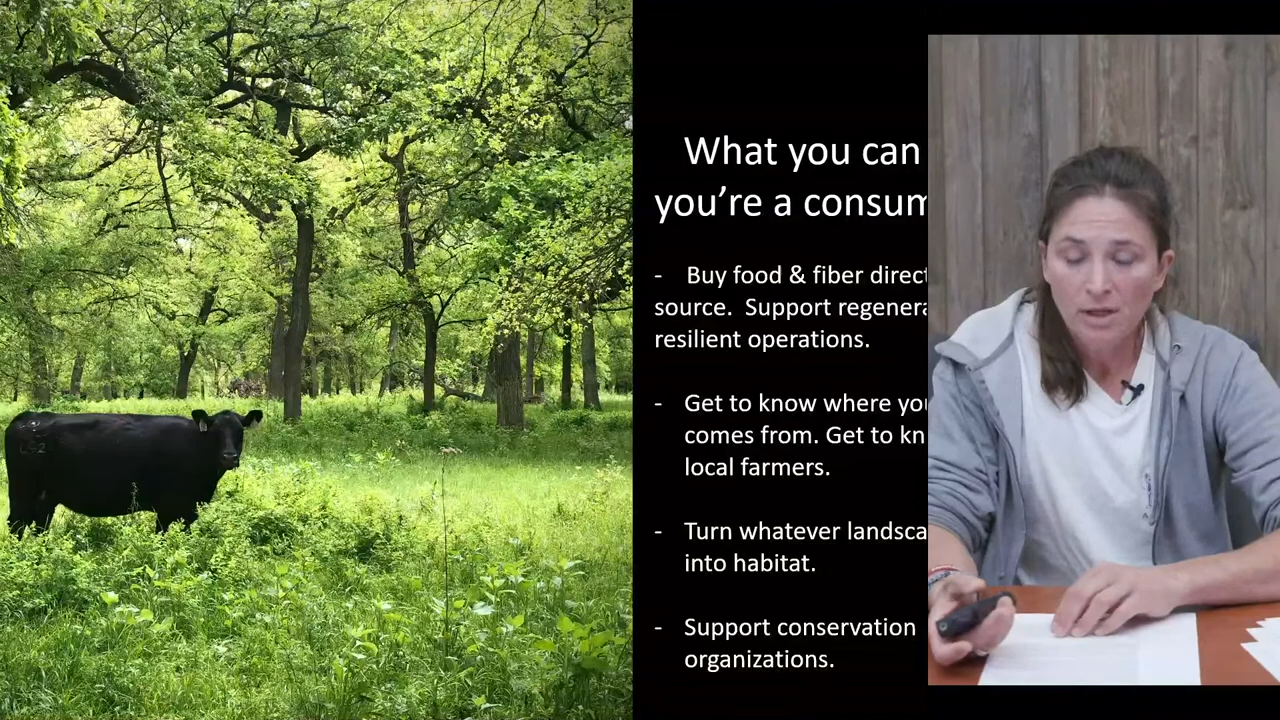 What you can
you're a consum
- Buy food & fiber direct
source. Support regenera
resilient operations.
- Get to know where you
comes from. Get to kn
local farmers.
- Turn whatever landsca
into habitat.
- Support conservation
organizations.